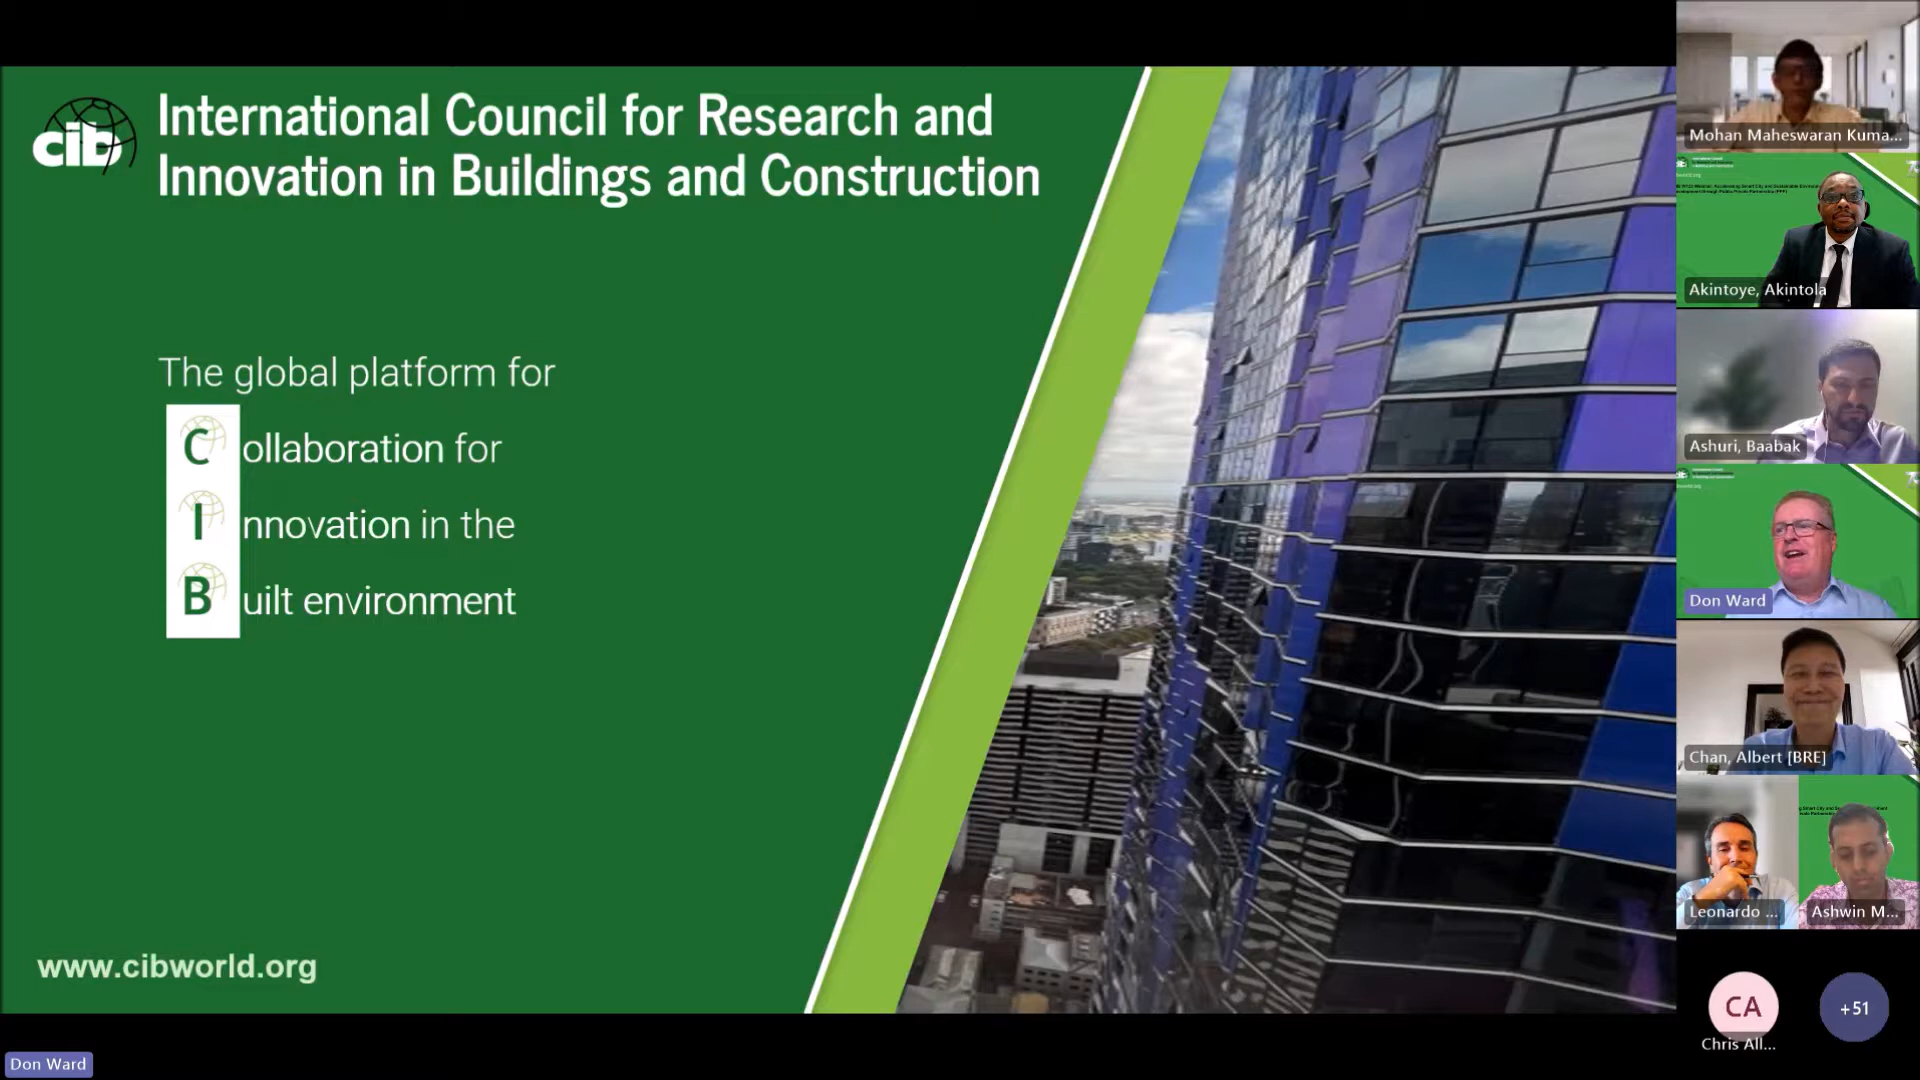 cib
International Council for Research and
Innovation in Buildings and Construction
The global platform for
Collaboration for
Innovation in the
Built environment
www.cibworld.org
Don Ward
Mohan Maheswaran Kuma...
Akintoye, Akintola
Ashuri, Baabak
Don Ward
Chan, Albert [BRE]
Leonardo ...
Ashwin M...
CA
Chris All...
+51